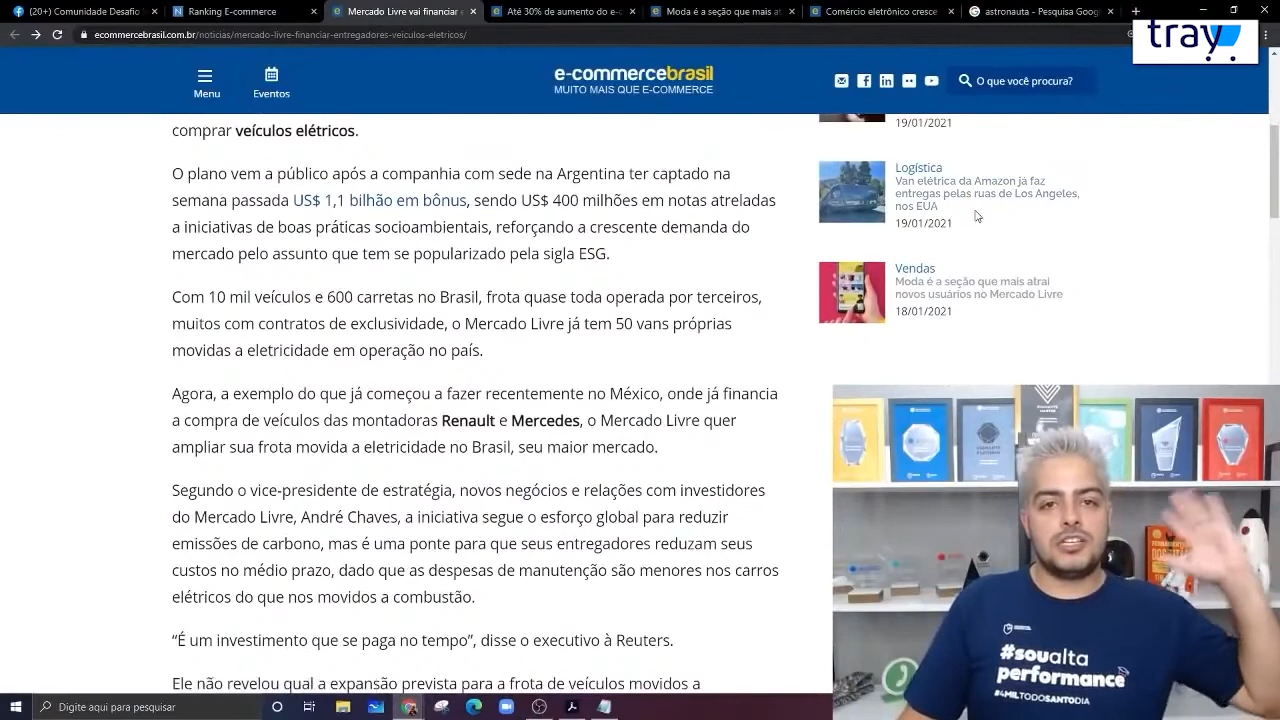 (20+) Comunidade Desafio
Ranking E-commerce
Mercado Livre vai financiar e
Até 30% de aumento do e-c
Moda é a seção que mais at
Comércio eletrônico cresce
astronauta - Pesquisa Googl
ecommercebrasil.com.br/noticias/mercado-livre-financiar-entregadores-veiculos-eletrico/
tray
Menu
Eventos
e-commercebrasil
MUITO MAIS QUE E-COMMERCE
O que você procura?
comprar veículos elétricos.
O plano vem a público após a companhia com sede na Argentina ter captado na
semana passada US$ 1,1 bilhão em bônus, sendo US$ 400 milhões em notas atreladas
a iniciativas de boas práticas socioambientais, reforçando a crescente demanda do
mercado pelo assunto que tem se popularizado pela sigla ESG.
Com 10 mil veículos e 600 carretas no Brasil, frota quase toda operada por terceiros,
muitos com contratos de exclusividade, o Mercado Livre já tem 50 vans próprias
movidas a eletricidade em operação no país.
Agora, a exemplo do que já começou a fazer recentemente no México, onde já financia
a compra de veículos das montadoras Renault e Mercedes, o Mercado Livre quer
ampliar sua frota movida a eletricidade no Brasil, seu maior mercado.
Segundo o vice-presidente de estratégia, novos negócios e relações com investidores
do Mercado Livre, André Chaves, a iniciativa segue o esforço global para reduzir
emissões de carbono, mas é uma ponte para que seus entregadores reduzam seus
custos no médio prazo, dado que as despesas de manutenção são menores nos carros
elétricos do que nos movidos a combustão.
“É um investimento que se paga no tempo”, disse o executivo à Reuters.
Ele não revelou qual a expansão prevista para a frota de veículos movidos a
19/01/2021
Logística
Van elétrica da Amazon já faz
entregas pelas ruas de Los Angeles,
nos EUA
19/01/2021
Vendas
Moda é a seção que mais atrai
novos usuários no Mercado Livre
18/01/2021
#soualta
performance
#4MILTODOSANTODIA
Digite aqui para pesquisar